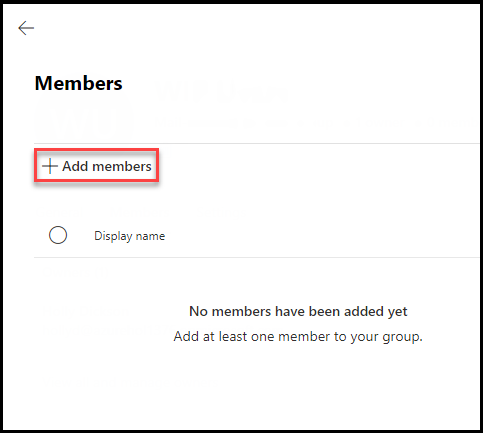 Members
Add members
Display name
No members have been added yet
Add at least one member to your group.